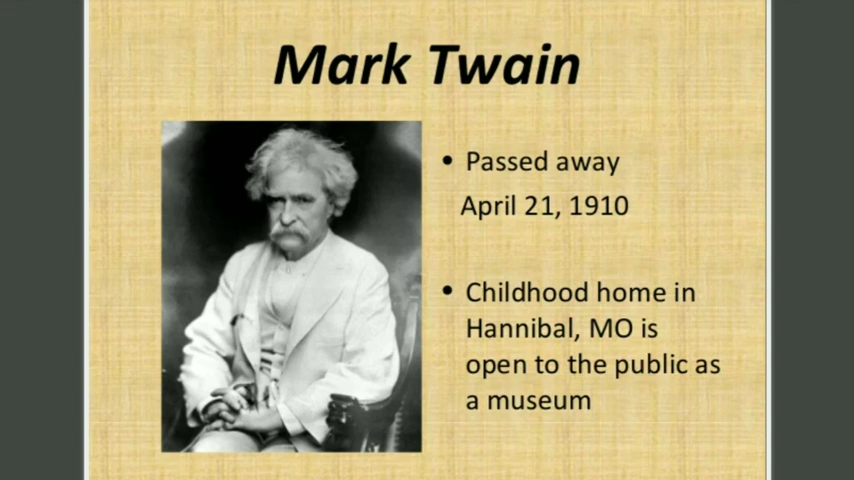 Mark Twain
• Passed away
April 21, 1910
• Childhood home in
Hannibal, MO is
open to the public as
a museum